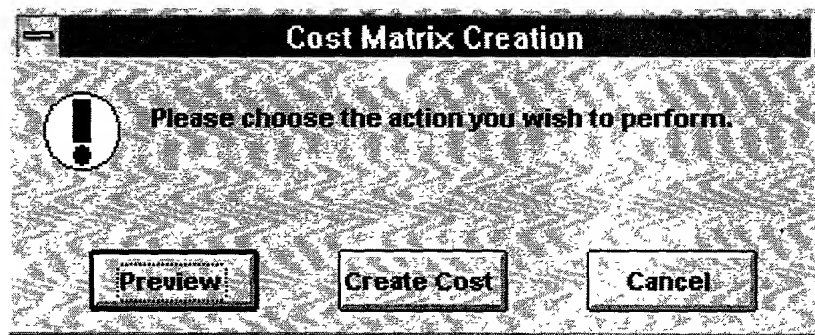 Cost Matrix Creation
Please choose the action you wish to perform.
Preview Create Cost Cancel